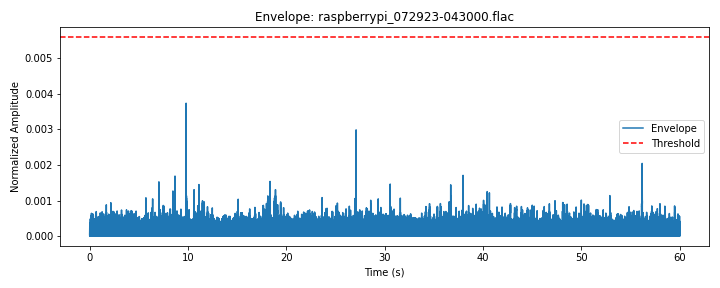 Envelope: raspberrypi_072923-043000.flac
Normalized Amplitude
0.005
0.004
0.003
0.002
0.001
0.000
Envelope
Threshold
0 10 20 30 40 50 60
Time (s)